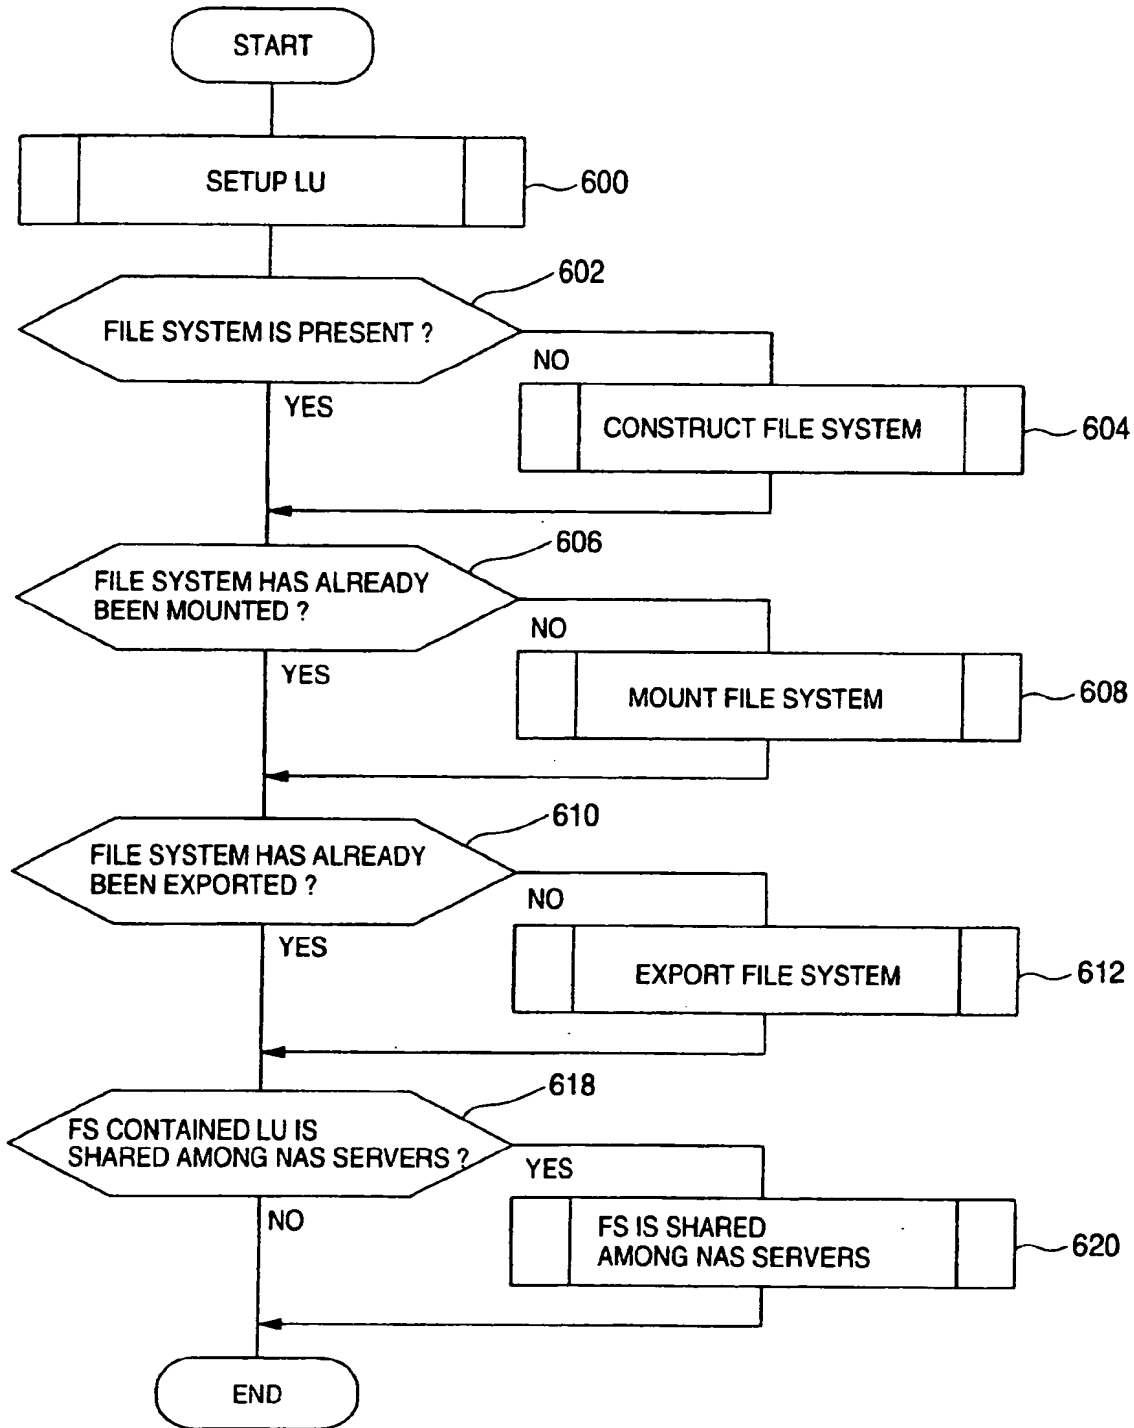 START
SETUP LU
600
602
FILE SYSTEM IS PRESENT ?
NO
YES
CONSTRUCT FILE SYSTEM
604
606
FILE SYSTEM HAS ALREADY
BEEN MOUNTED ?
NO
YES
MOUNT FILE SYSTEM
608
610
FILE SYSTEM HAS ALREADY
BEEN EXPORTED ?
NO
YES
EXPORT FILE SYSTEM
612
618
FS CONTAINED LU IS
SHARED AMONG NAS SERVERS ?
YES
NO
FS IS SHARED
AMONG NAS SERVERS
620
END